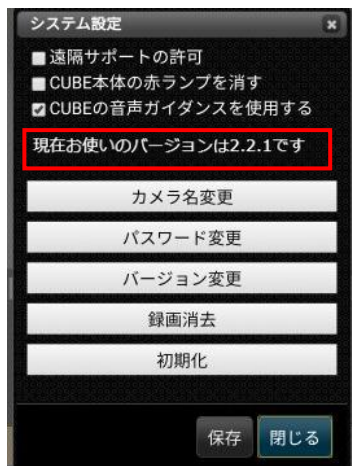 システム設定
遠隔サポートの許可
CUBE本体の赤ランプを消す
CUBEの音声ガイダンスを使用する
現在お使いのバージョンは2.2.1です
カメラ名変更
パスワード変更
バージョン変更
録画消去
初期化
保存 閉じる